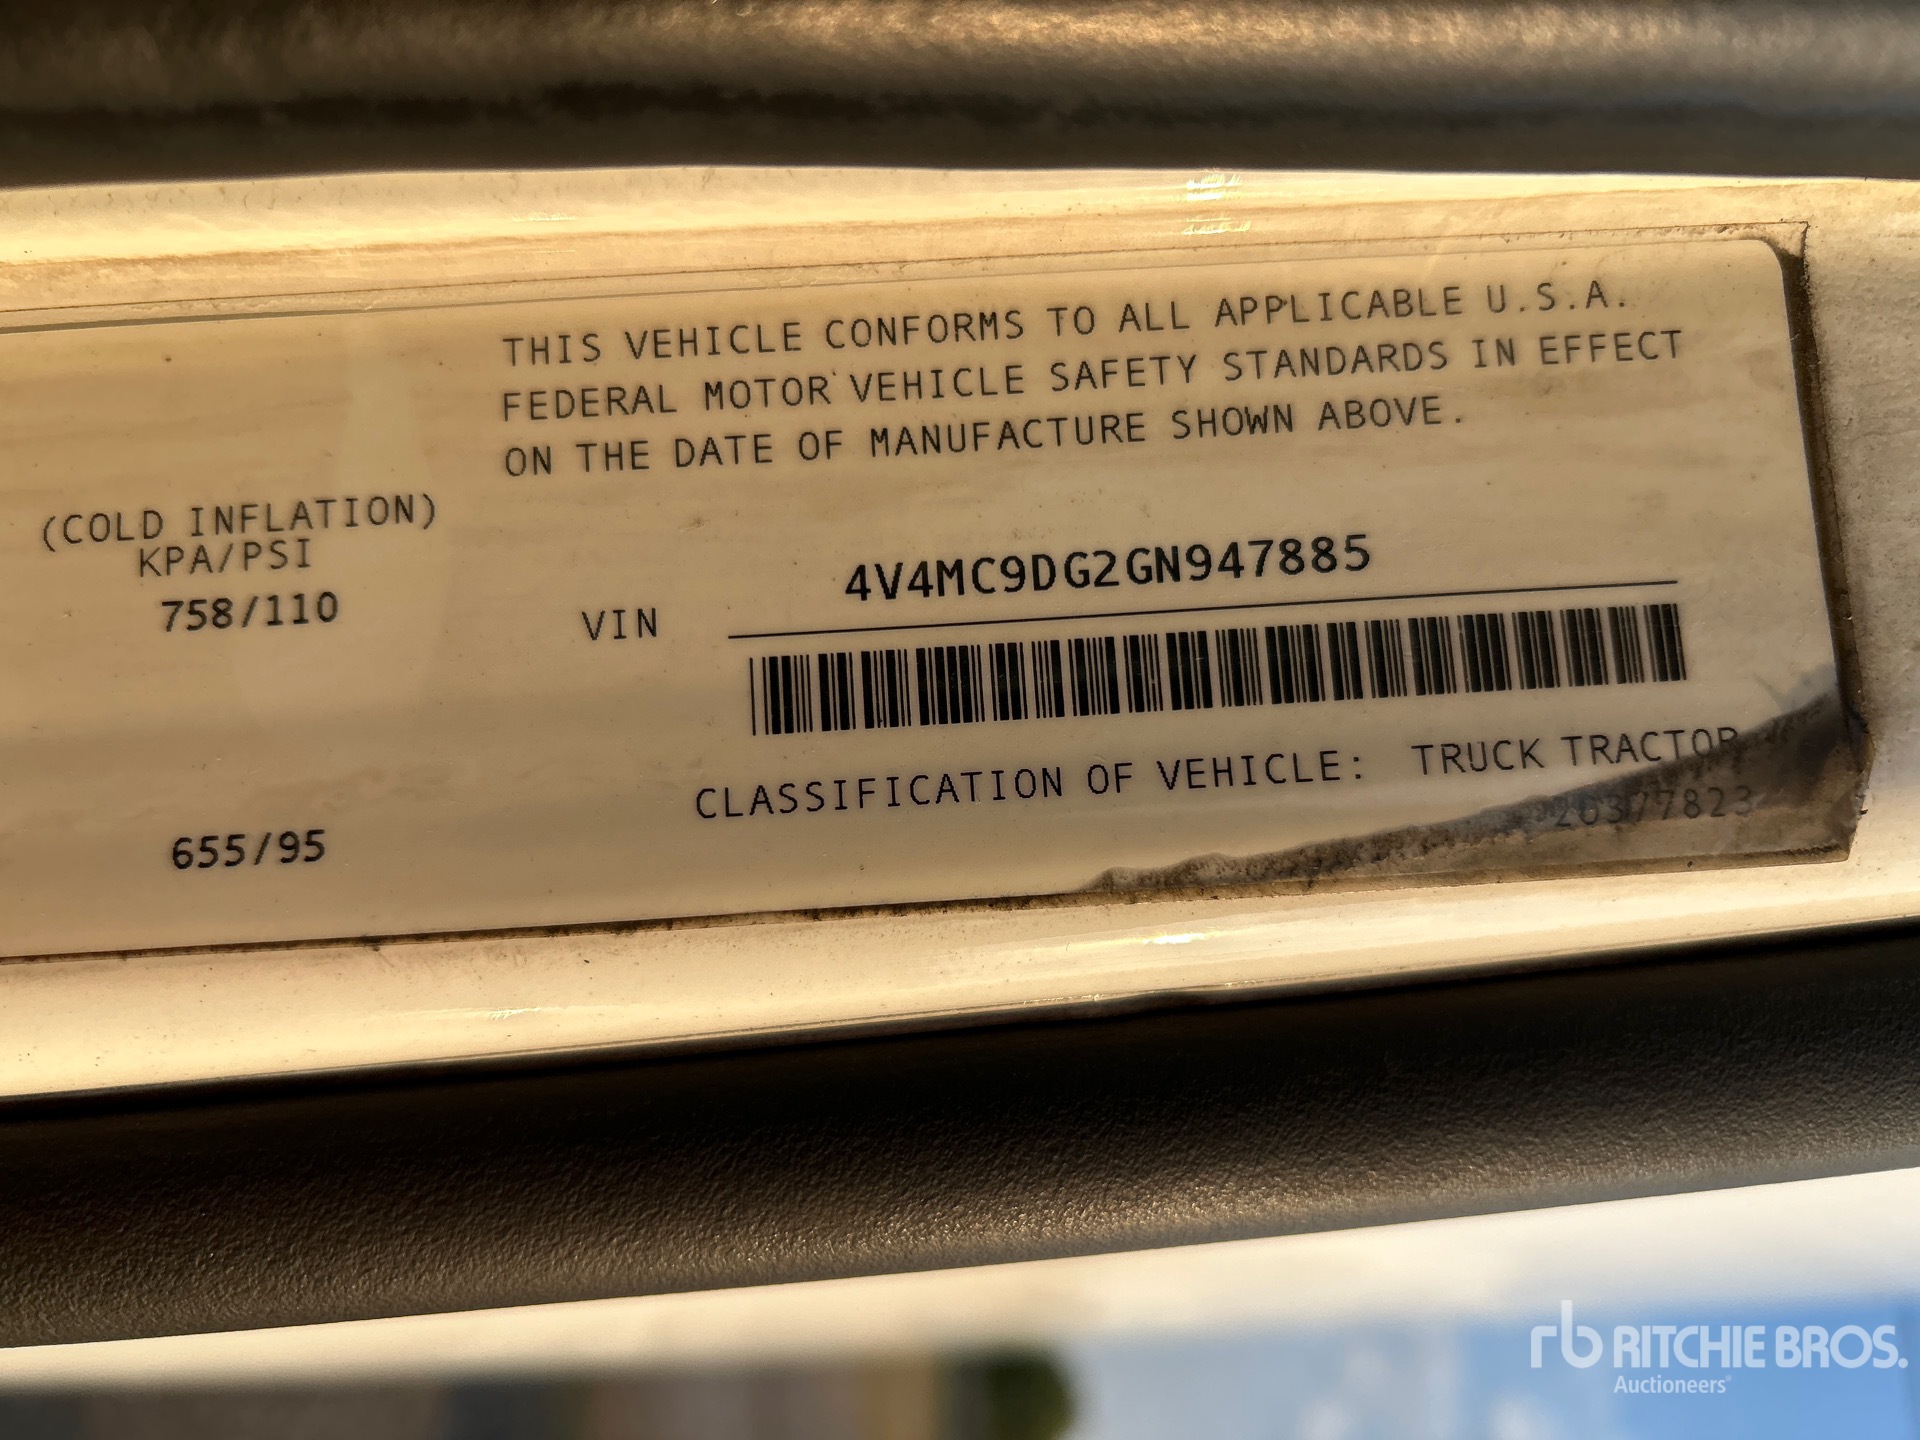 THIS VEHICLE CONFORMS TO ALL APPLICABLE U.S.A.
FEDERAL MOTOR VEHICLE SAFETY STANDARDS IN EFFECT
ON THE DATE OF MANUFACTURE SHOWN ABOVE.
(COLD INFLATION)
KPA/PSI
758/110
655/95
VIN 4V4MC9DG2GN947885
CLASSIFICATION OF VEHICLE: TRUCK TRACTOR
20377823
rb RITCHIE BROS.
Auctioneers